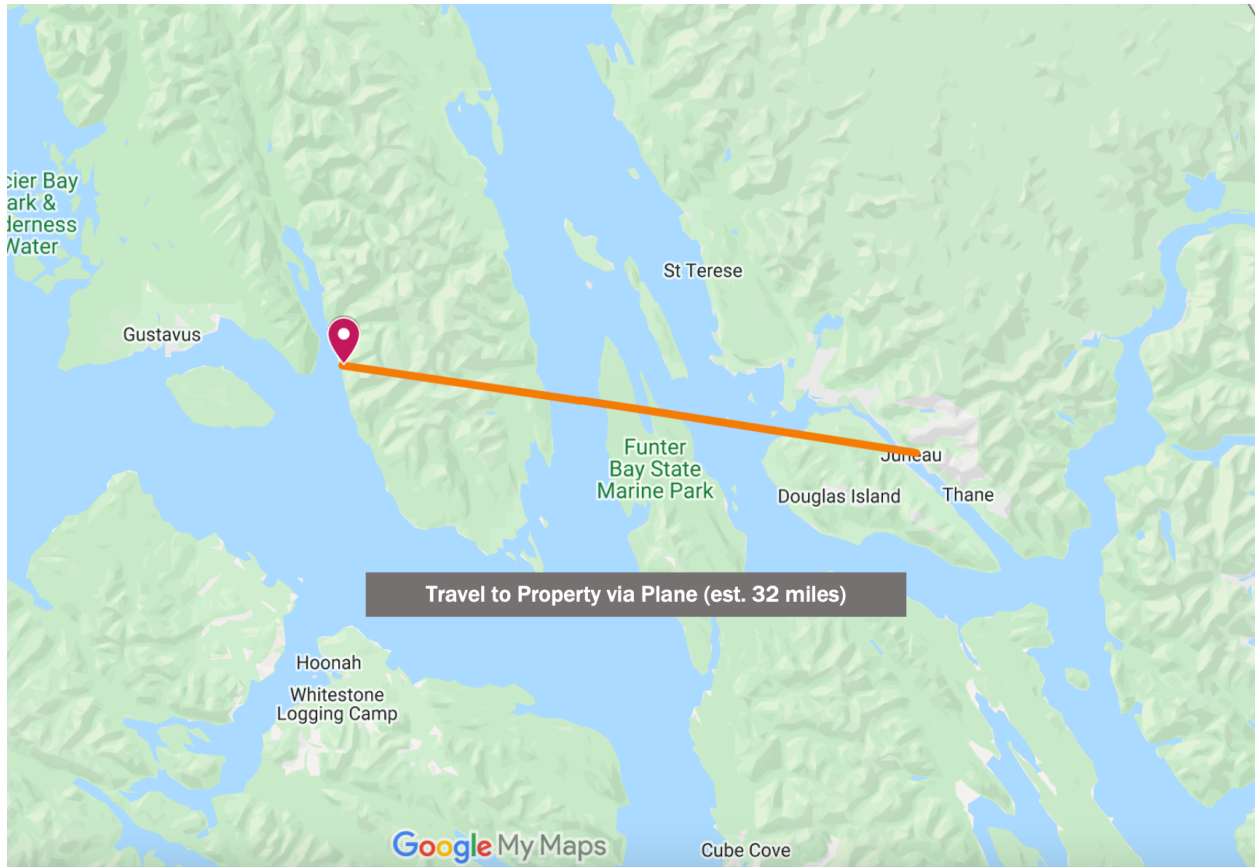 cier Bay
ark &
derness
Water
St Terese
Gustavus
Funter
Bay State
Marine Park
Juneau
Douglas Island
Thane
Travel to Property via Plane (est. 32 miles)
Hoonah
Whitestone
Logging Camp
Google My Maps
Cube Cove